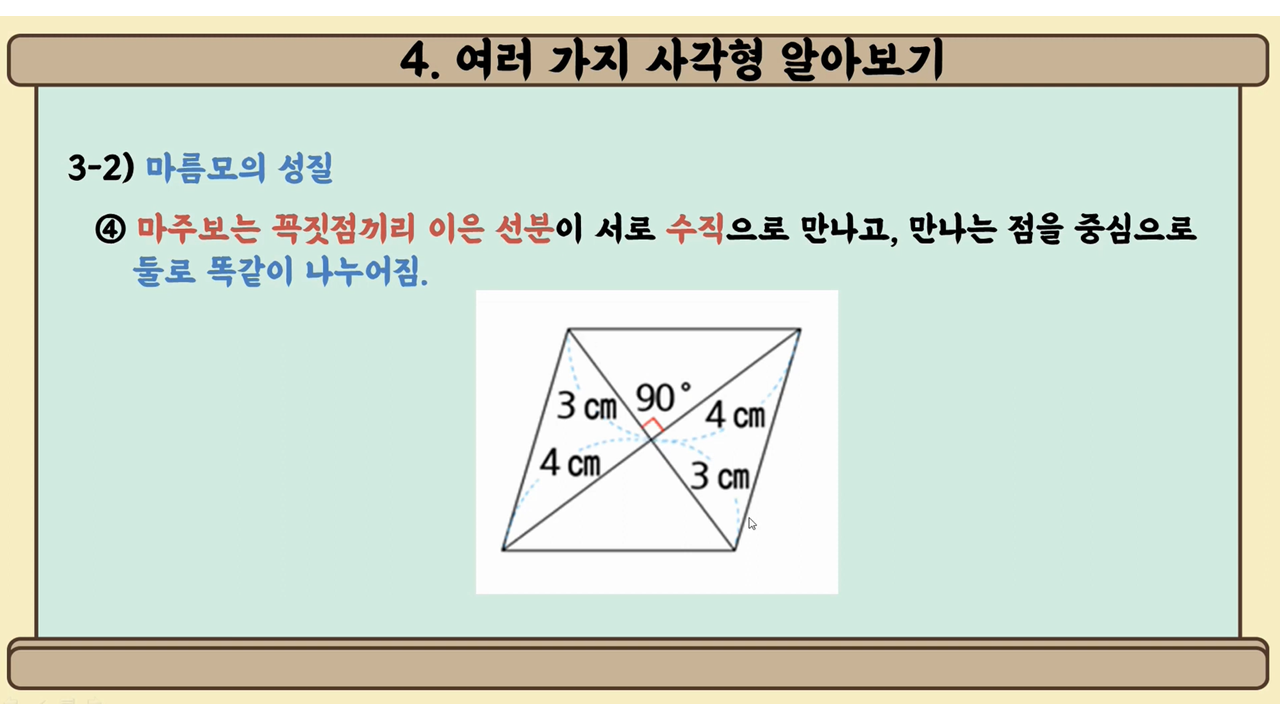 4. 여러 가지 사각형 알아보기
3-2) 마름모의 성질
④ 마주보는 꼭짓점끼리 이은 선분이 서로 수직으로 만나고, 만나는 점을 중심으로
둘로 똑같이 나누어짐.
90°
3 cm
4 cm
4 cm
3 cm